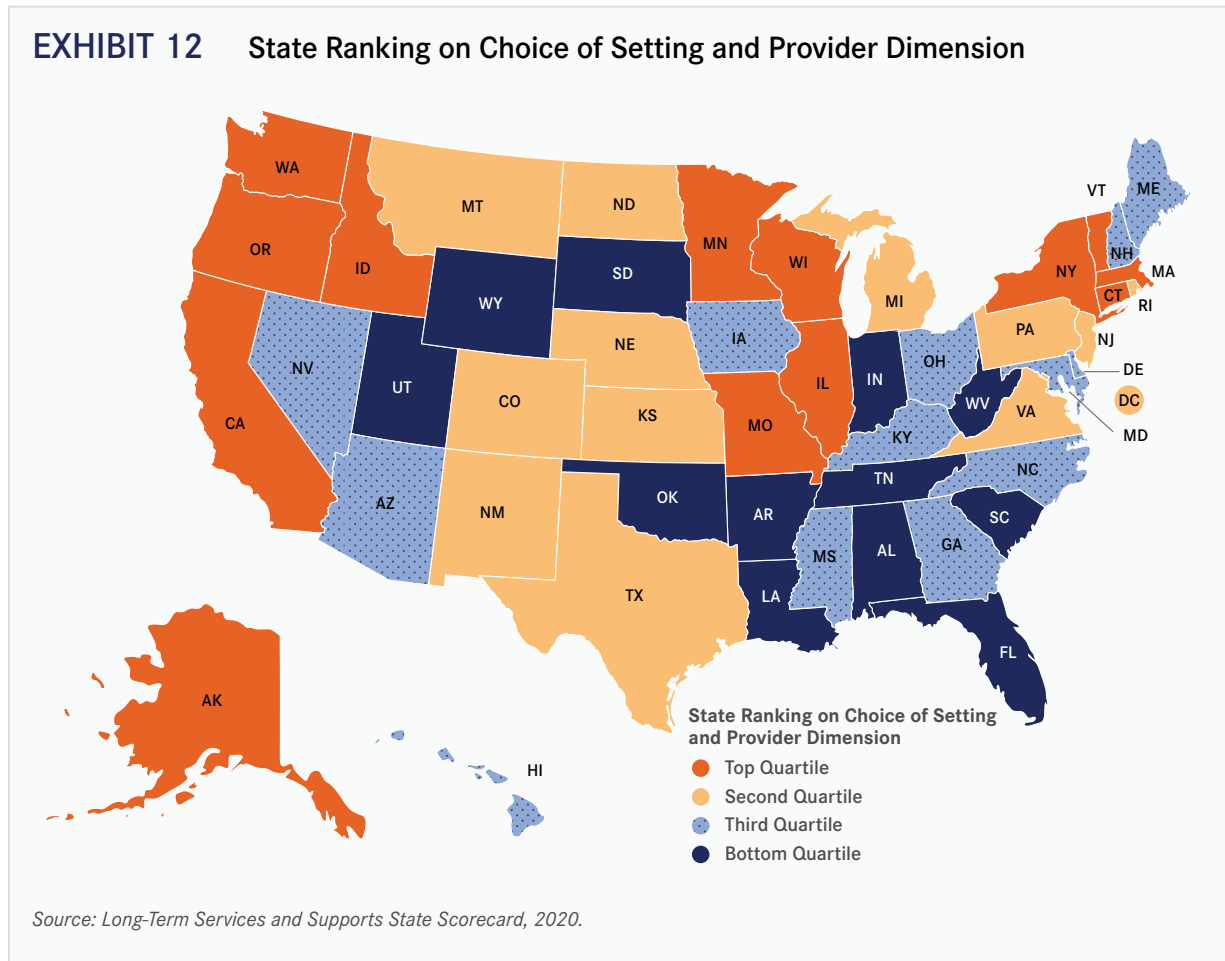 EXHIBIT 12 State Ranking on Choice of Setting and Provider Dimension
WA
MT
ND
MN
VT
ME
OR
ID
SD
WI
NH
NY
MA
WY
MI
CT
RI
NV
UT
NE
IA
PA
NJ
CO
IL
IN
OH
DE
CA
KS
MO
WV
VA
DC
KY
MD
AZ
NM
OK
AR
TN
NC
SC
TX
LA
MS
AL
GA
FL
AK
HI
State Ranking on Choice of Setting
and Provider Dimension
Top Quartile
Second Quartile
Third Quartile
Bottom Quartile
Source: Long-Term Services and Supports State Scorecard, 2020.